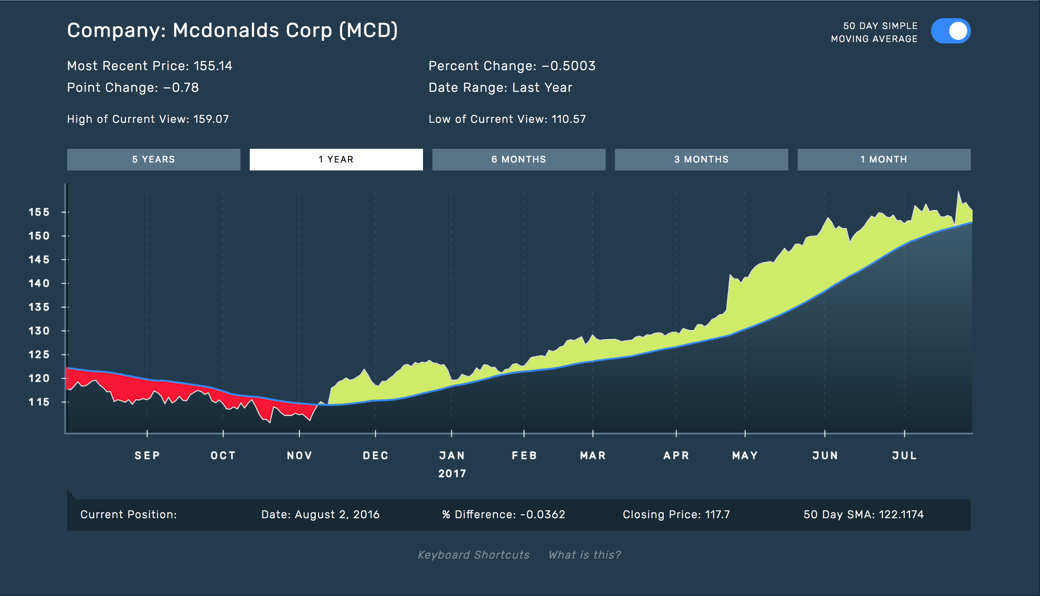 Company: Mcdonalds Corp (MCD)
50 DAY SIMPLE
MOVING AVERAGE
Most Recent Price: 155.14
Percent Change: −0.5003
Point Change: −0.78
Date Range: Last Year
High of Current View: 159.07
Low of Current View: 110.57
5 YEARS
1 YEAR
6 MONTHS
3 MONTHS
1 MONTH
155
150
145
140
135
130
125
120
115
SEP
OCT
NOV
DEC
JAN
2017
FEB
MAR
APR
MAY
JUN
JUL
Current Position:
Date: August 2, 2016
% Difference: -0.0362
Closing Price: 117.7
50 Day SMA: 122.1174
Keyboard Shortcuts
What is this?